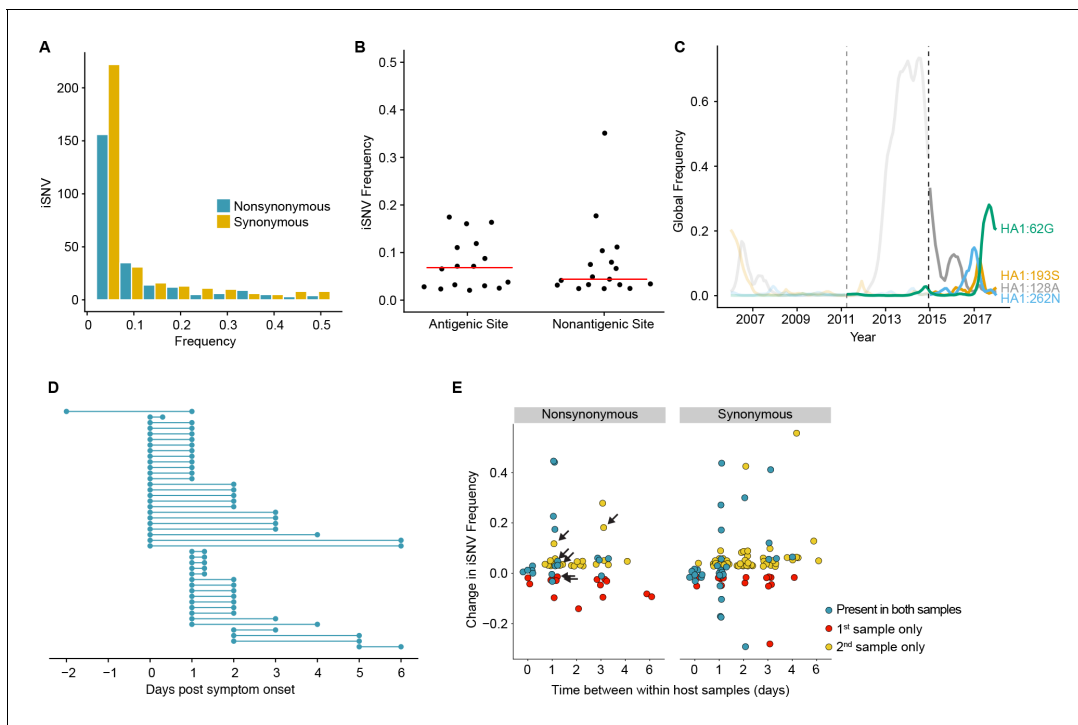 A
iSNV
200
150
100
50
0
Nonsynonymous
Synonymous
0 0.1 0.2 0.3 0.4 0.5
Frequency
B
iSNV Frequency
0.5
0.4
0.3
0.2
0.1
0.0
Antigenic Site Nonantigenic Site
C
Global Frequency
0.6
0.4
0.2
0.0
HA1:62G
HA1:193S
HA1:128A
HA1:262N
2007 2009 2011 2013 2015 2017
Year
D
−2 −1 0 1 2 3 4 5 6
Days post symptom onset
E
Nonsynonymous Synonymous
Change in iSNV Frequency
0.4
0.2
0.0
−0.2
Present in both samples
1st sample only
2nd sample only
0 1 2 3 4 5 6 0 1 2 3 4 5 6
Time between within host samples (days)